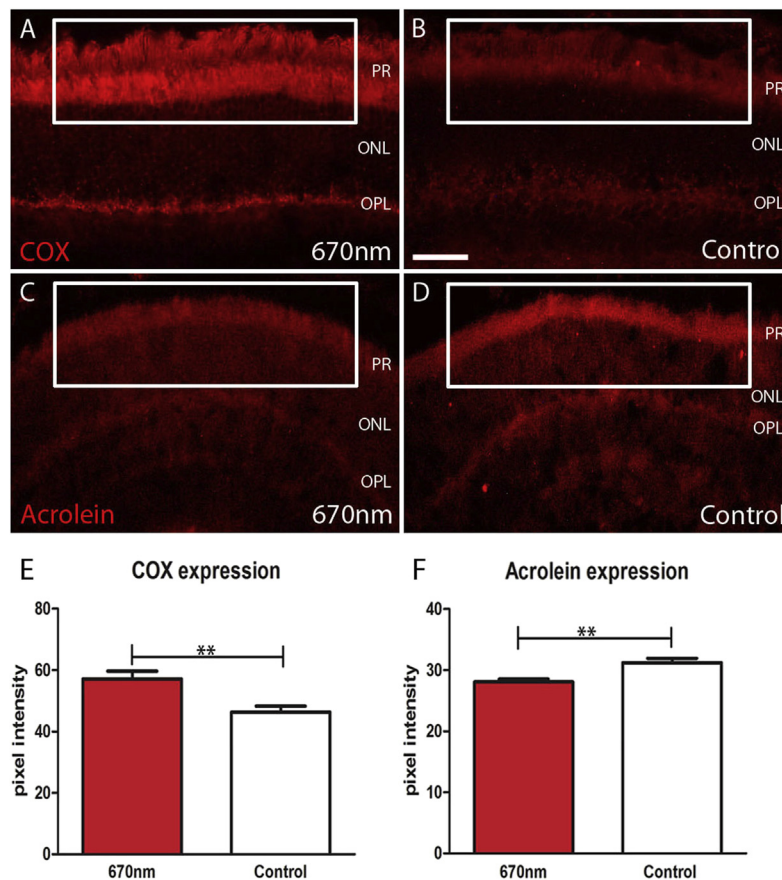 A
PR
ONL
OPL
COX
670nm
B
PR
ONL
OPL
Contro
C
PR
ONL
OPL
Acrolein
670nm
D
PR
ONL
OPL
Control
E
COX expression
80
60
40
20
0
pixel intensity
**
670nm
Control
F
Acrolein expression
40
30
20
10
0
pixel intensity
**
670nm
Control